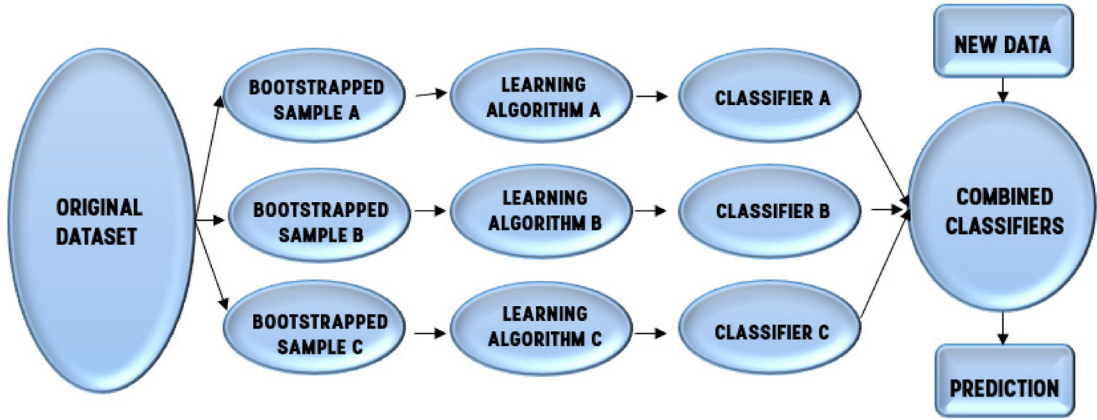 ORIGINAL
DATASET
BOOTSTRAPPED
SAMPLE A
LEARNING
ALGORITHM A
CLASSIFIER A
BOOTSTRAPPED
SAMPLE B
LEARNING
ALGORITHM B
CLASSIFIER B
BOOTSTRAPPED
SAMPLE C
LEARNING
ALGORITHM C
CLASSIFIER C
NEW DATA
COMBINED
CLASSIFIERS
PREDICTION